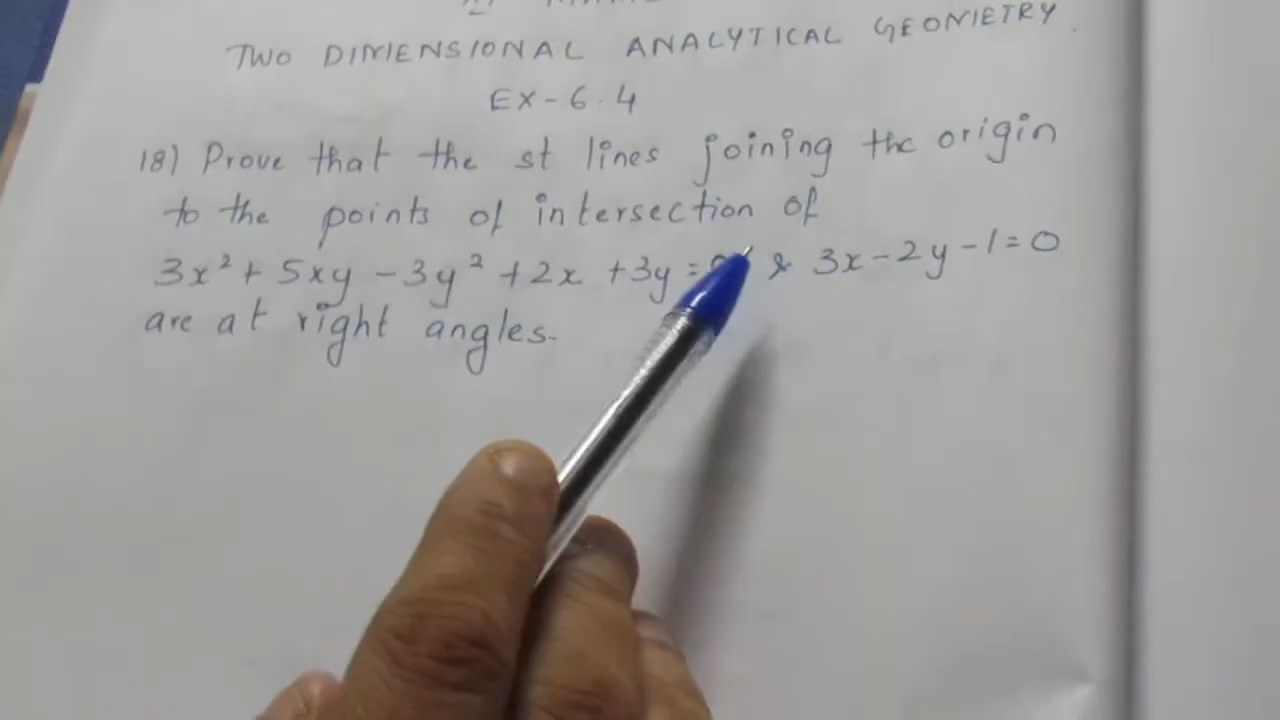 TWO DIMENSIONAL ANALYTICAL GEOMETRY
EX-6.4
18) Prove that the st lines joining the origin
to the points of intersection of
3x² + 5xy - 3y² + 2x + 3y = & 3x - 2y - 1 = 0
are at right angles.